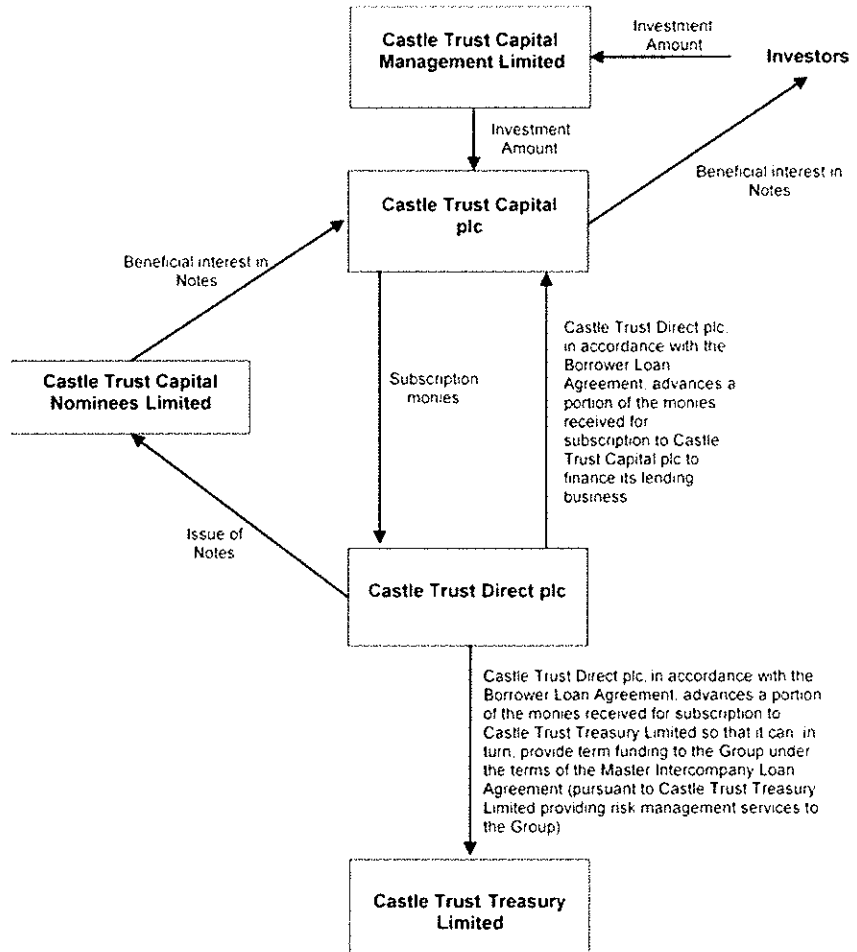 Castle Trust Capital
Management Limited
Investment
Amount
Investors
Investment
Amount
Beneficial interest in
Notes
Castle Trust Capital
plc
Beneficial interest in
Notes
Castle Trust Capital
Nominees Limited
Subscription
monies
Castle Trust Direct plc,
in accordance with the
Borrower Loan
Agreement, advances a
portion of the monies
received for
subscription to Castle
Trust Capital plc to
finance its lending
business
Issue of
Notes
Castle Trust Direct plc
Castle Trust Direct plc, in accordance with the
Borrower Loan Agreement, advances a portion
of the monies received for subscription to
Castle Trust Treasury Limited so that it can, in
turn, provide term funding to the Group under
the terms of the Master Intercompany Loan
Agreement (pursuant to Castle Trust Treasury
Limited providing risk management services to
the Group)
Castle Trust Treasury
Limited